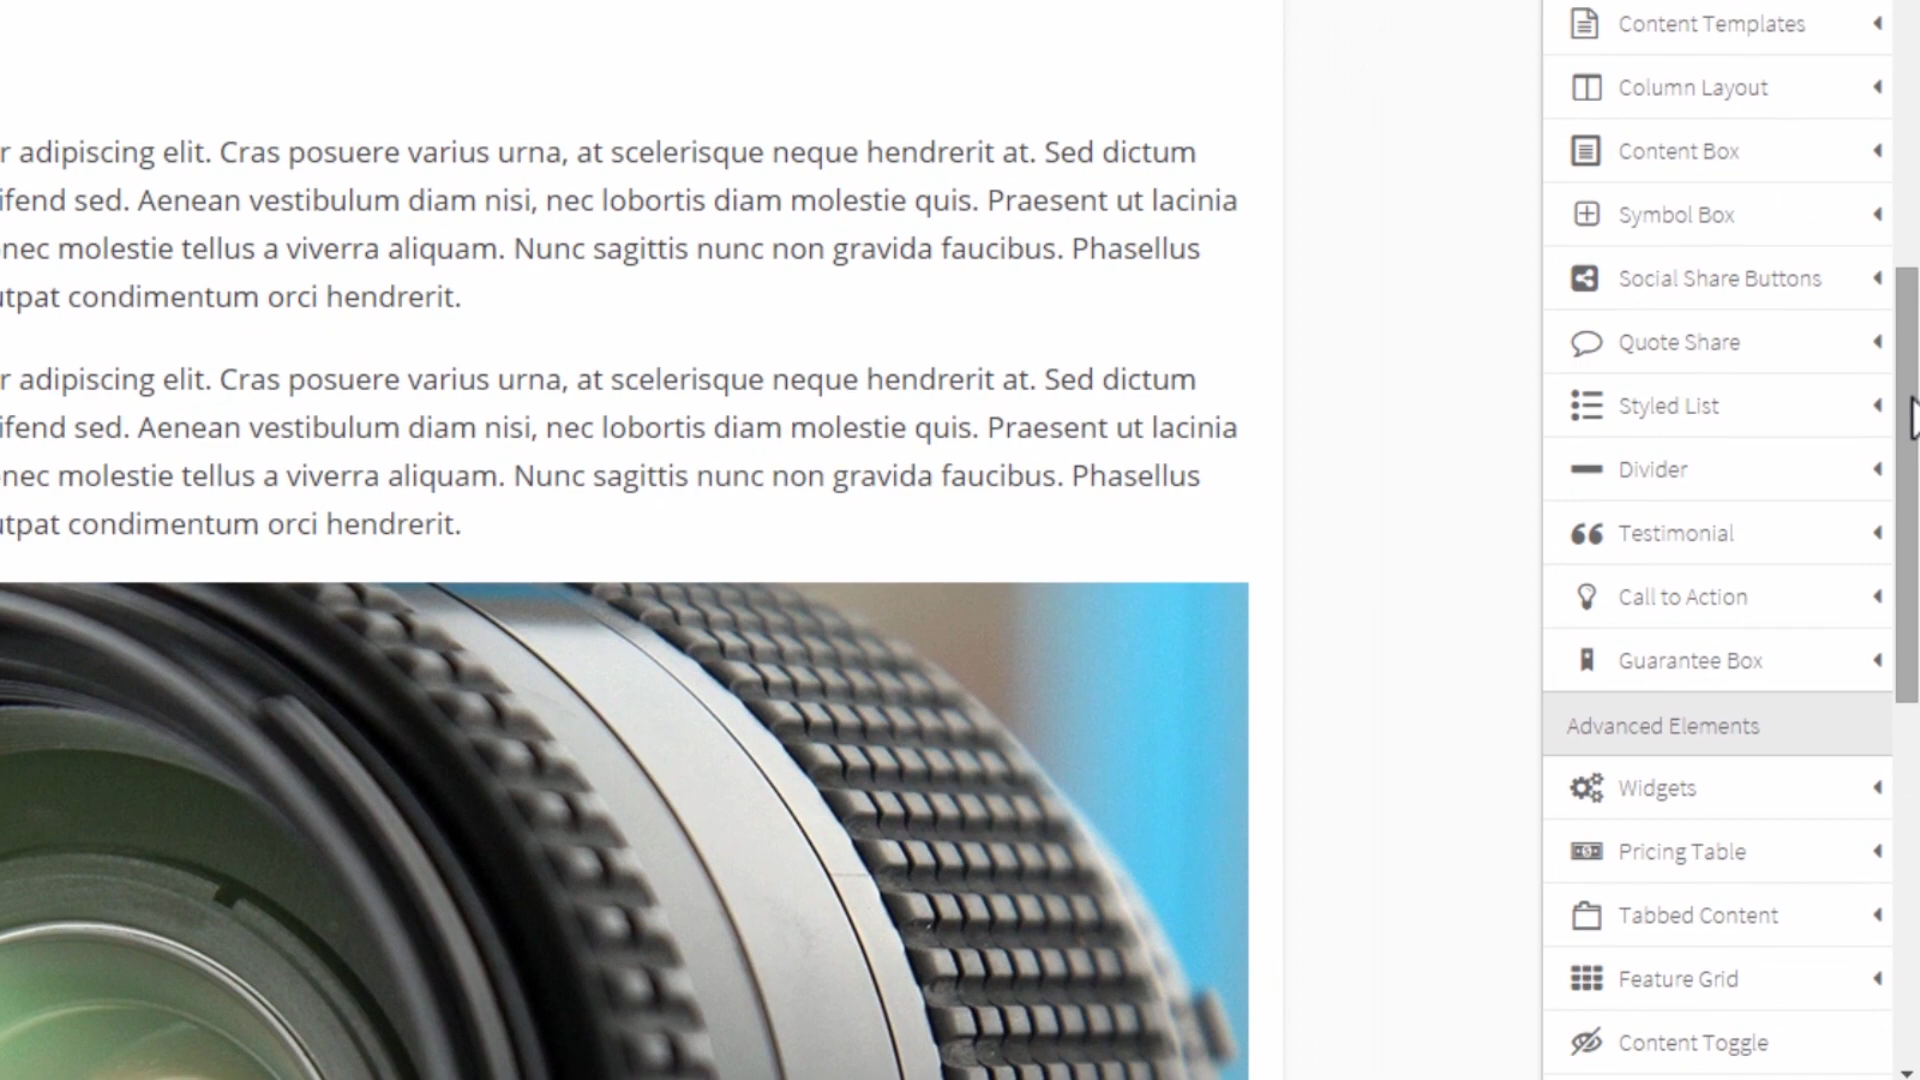 r adipiscing elit. Cras posuere varius urna, at scelerisque neque hendrerit at. Sed dictum
ifend sed. Aenean vestibulum diam nisi, nec lobortis diam molestie quis. Praesent ut lacinia
onec molestie tellus a viverra aliquam. Nunc sagittis nunc non gravida faucibus. Phasellus
utpat condimentum orci hendrerit.
r adipiscing elit. Cras posuere varius urna, at scelerisque neque hendrerit at. Sed dictum
ifend sed. Aenean vestibulum diam nisi, nec lobortis diam molestie quis. Praesent ut lacinia
onec molestie tellus a viverra aliquam. Nunc sagittis nunc non gravida faucibus. Phasellus
utpat condimentum orci hendrerit.
Content Templates
Column Layout
Content Box
Symbol Box
Social Share Buttons
Quote Share
Styled List
Divider
Testimonial
Call to Action
Guarantee Box
Advanced Elements
Widgets
Pricing Table
Tabbed Content
Feature Grid
Content Toggle